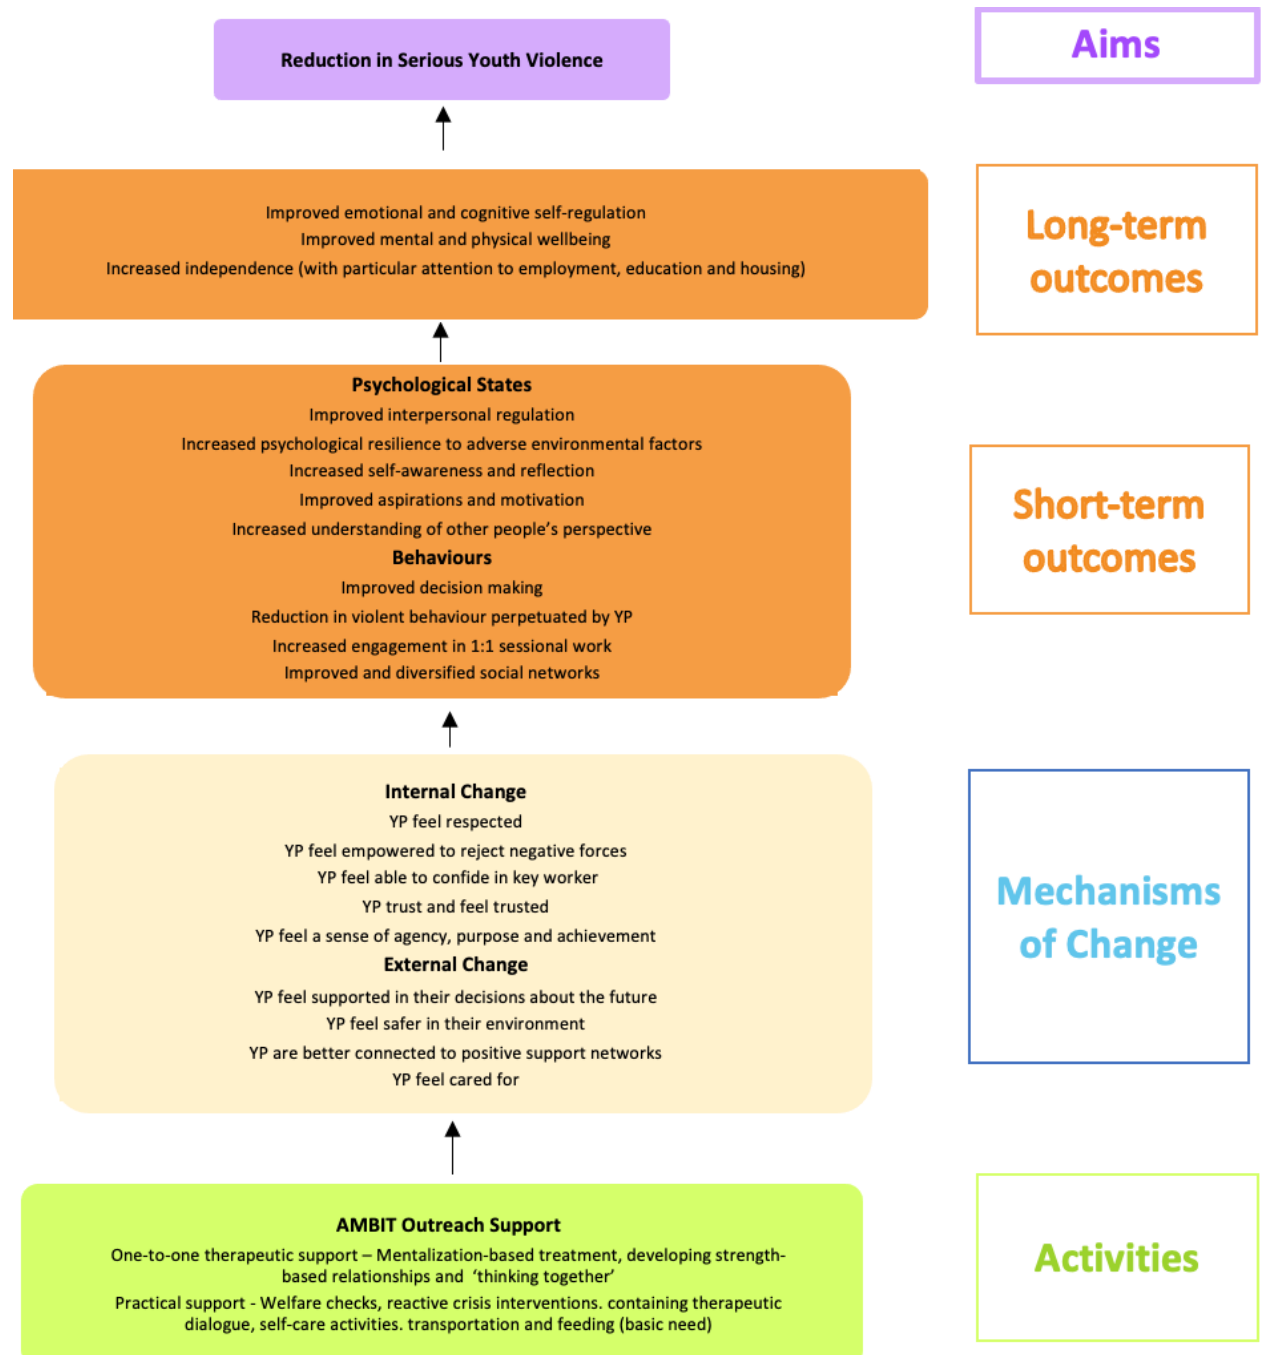 Reduction in Serious Youth Violence
Aims
Improved emotional and cognitive self-regulation
Improved mental and physical wellbeing
Increased independence (with particular attention to employment, education and housing)
Long-term
outcomes
Psychological States
Improved interpersonal regulation
Increased psychological resilience to adverse environmental factors
Increased self-awareness and reflection
Improved aspirations and motivation
Increased understanding of other people's perspective
Behaviours
Improved decision making
Reduction in violent behaviour perpetuated by YP
Increased engagement in 1:1 sessional work
Improved and diversified social networks
Short-term
outcomes
Internal Change
YP feel respected
YP feel empowered to reject negative forces
YP feel able to confide in key worker
YP trust and feel trusted
YP feel a sense of agency, purpose and achievement
External Change
YP feel supported in their decisions about the future
YP feel safer in their environment
YP are better connected to positive support networks
YP feel cared for
Mechanisms
of Change
AMBIT Outreach Support
One-to-one therapeutic support – Mentalization-based treatment, developing strength-
based relationships and ‘thinking together’
Practical support - Welfare checks, reactive crisis interventions. containing therapeutic
dialogue, self-care activities. transportation and feeding (basic need)
Activities